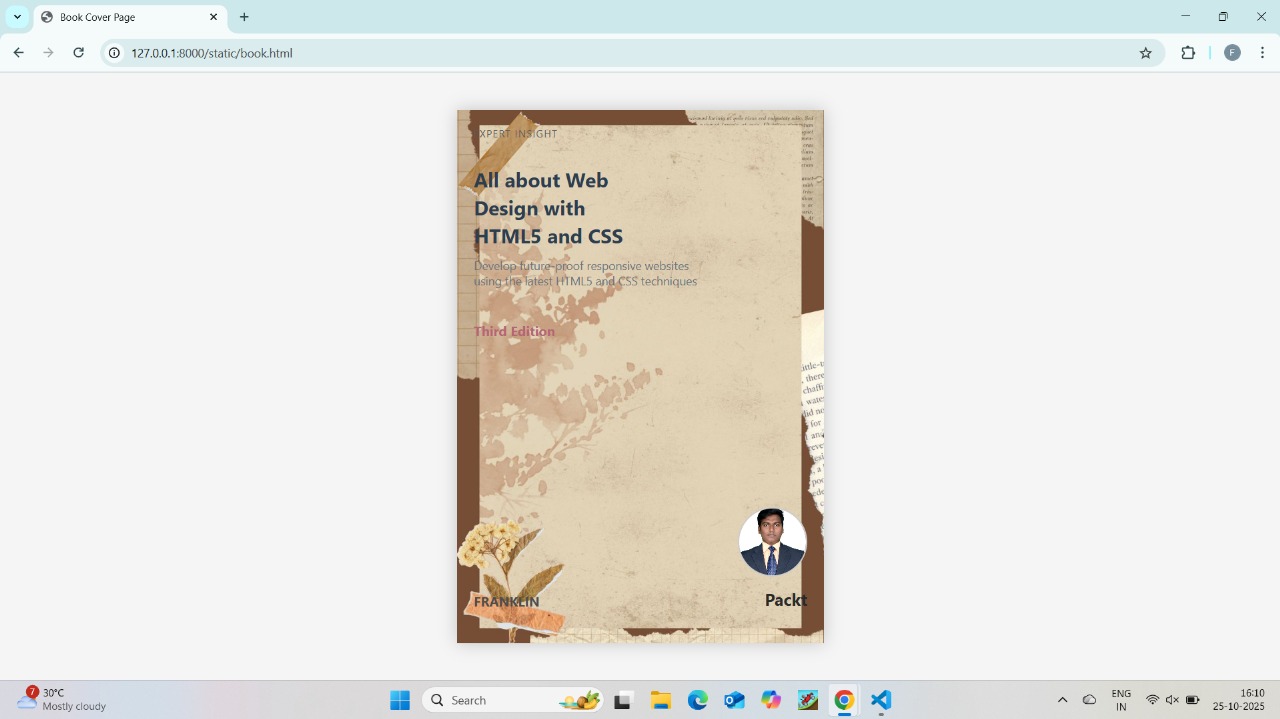 Book Cover Page
127.0.0.1:8000/static/book.html
F
EXPERT INSIGHT
All about Web
Design with
HTML5 and CSS
Develop future-proof responsive websites
using the latest HTML5 and CSS techniques
Third Edition
FRANKLIN
Packt
7
30°C
Mostly cloudy
Search
ENG
IN
16:10
25-10-2025